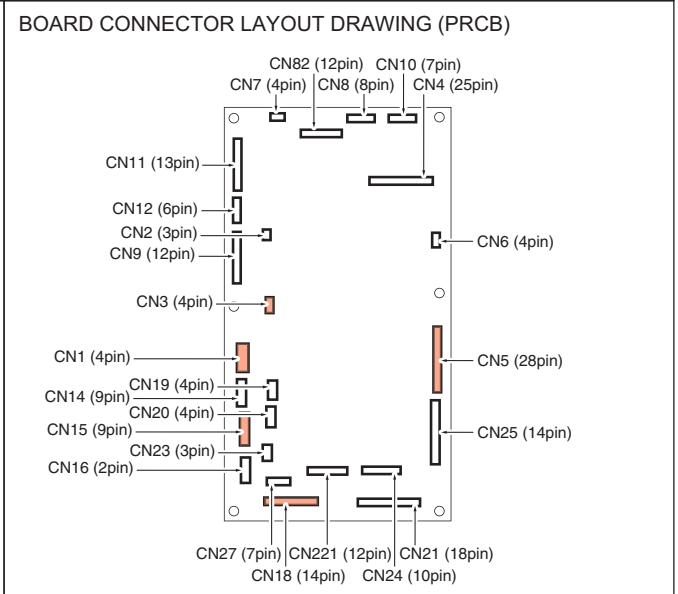 BOARD CONNECTOR LAYOUT DRAWING (PRCB)
CN82 (12pin) CN10 (7pin)
CN7 (4pin) CN8 (8pin) CN4 (25pin)
CN11 (13pin)
CN12 (6pin)
CN2 (3pin)
CN6 (4pin)
CN9 (12pin)
CN3 (4pin)
CN1 (4pin)
CN5 (28pin)
CN19 (4pin)
CN14 (9pin)
CN20 (4pin)
CN15 (9pin)
CN25 (14pin)
CN23 (3pin)
CN16 (2pin)
CN27 (7pin) CN221 (12pin) CN21 (18pin)
CN18 (14pin) CN24 (10pin)